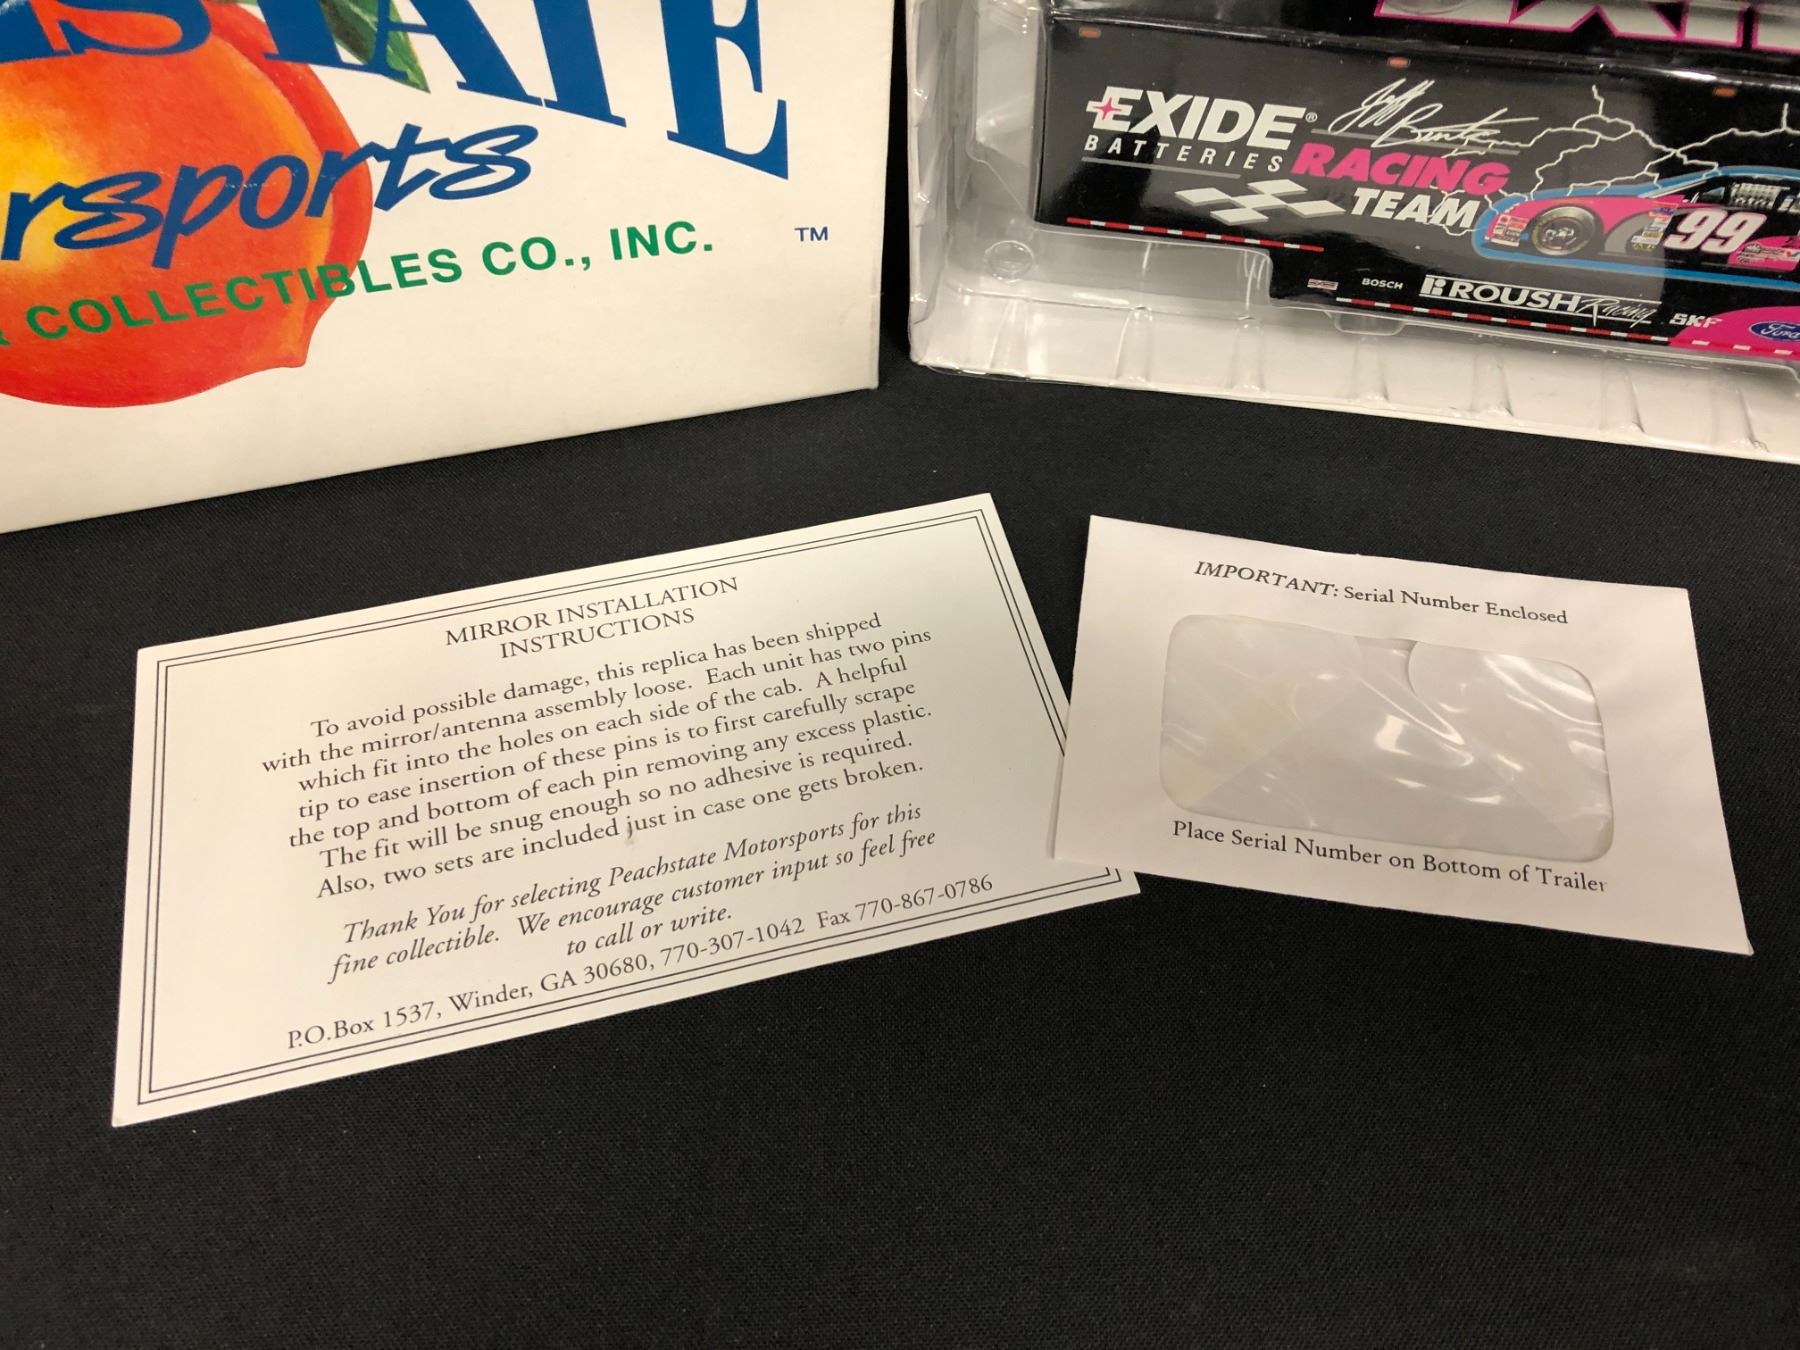 STATE
rsports
COLLECTIBLES CO., INC.
TM
EXIDE®
BATTERIES
Jeff Burton
RACING
TEAM
99
BOSCH
ROUSH Racing
SKF
Ford
MIRROR INSTALLATION
INSTRUCTIONS
To avoid possible damage, this replica has been shipped
with the mirror/antenna assembly loose. Each unit has two pins
which fit into the holes on each side of the cab. A helpful
tip to ease insertion of these pins is to first carefully scrape
the top and bottom of each pin removing any excess plastic.
The fit will be snug enough so no adhesive is required.
Also, two sets are included just in case one gets broken.
Thank You for selecting Peachstate Motorsports for this
fine collectible. We encourage customer input so feel free
to call or write.
P.O.Box 1537, Winder, GA 30680, 770-307-1042 Fax 770-867-0786
IMPORTANT: Serial Number Enclosed
Place Serial Number on Bottom of Trailer